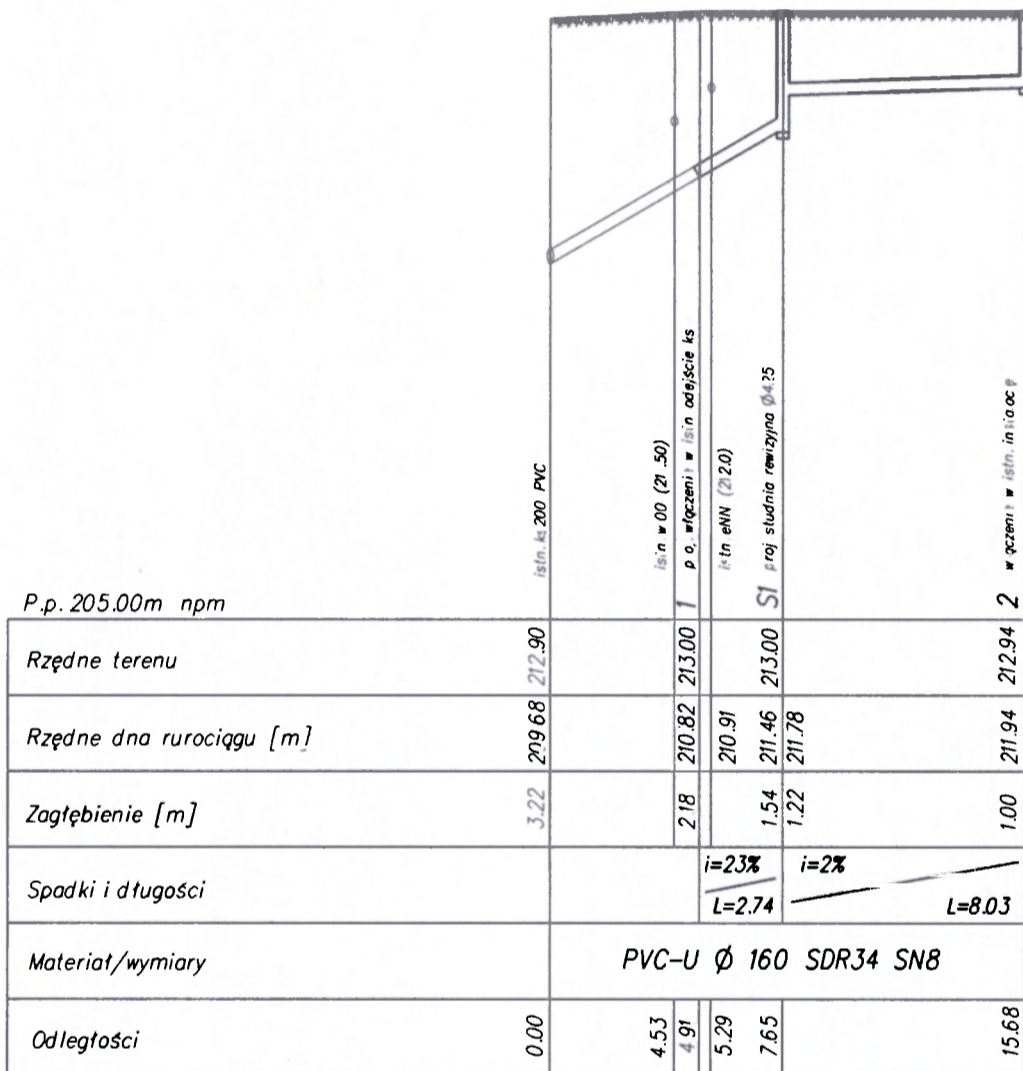 istn. ks 200 PVC
(21 .50)
1 w odejście ks
eNN (212.0)
S1 proj studnia rewizyjna
2 w istn.
P.p. 205.00m npm
Rzędne terenu 212.90 213.00 213.00 212.94
Rzędne dna rurociągu [m] 209.68 210.82 210.91 211.46 211.78 211.94
Zagłębienie [m] 3.22 2.18 1.54 1.22 1.00
Spadki i długości i=23% L=2.74 i=2% L=8.03
Materiał/wymiary PVC-U Ø 160 SDR34 SN8
Odległości 0.00 4.53 4.91 5.29 7.65 15.68